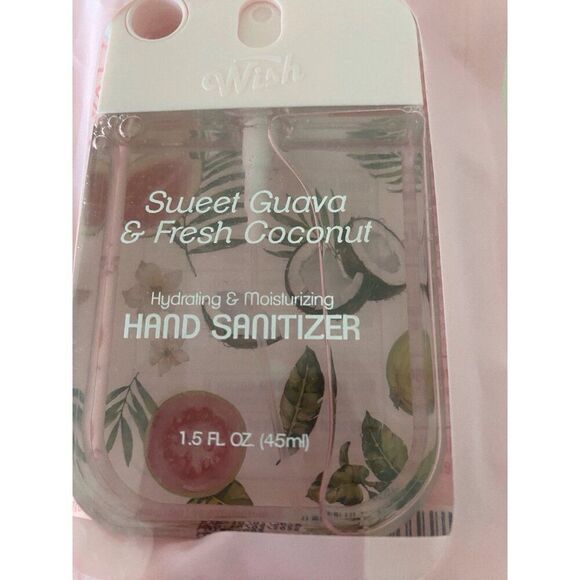 Wish
Sweet Guava
& Fresh Coconut
Hydrating & Moisturizing
HAND SANITIZER
1.5 FL OZ. (45ml)